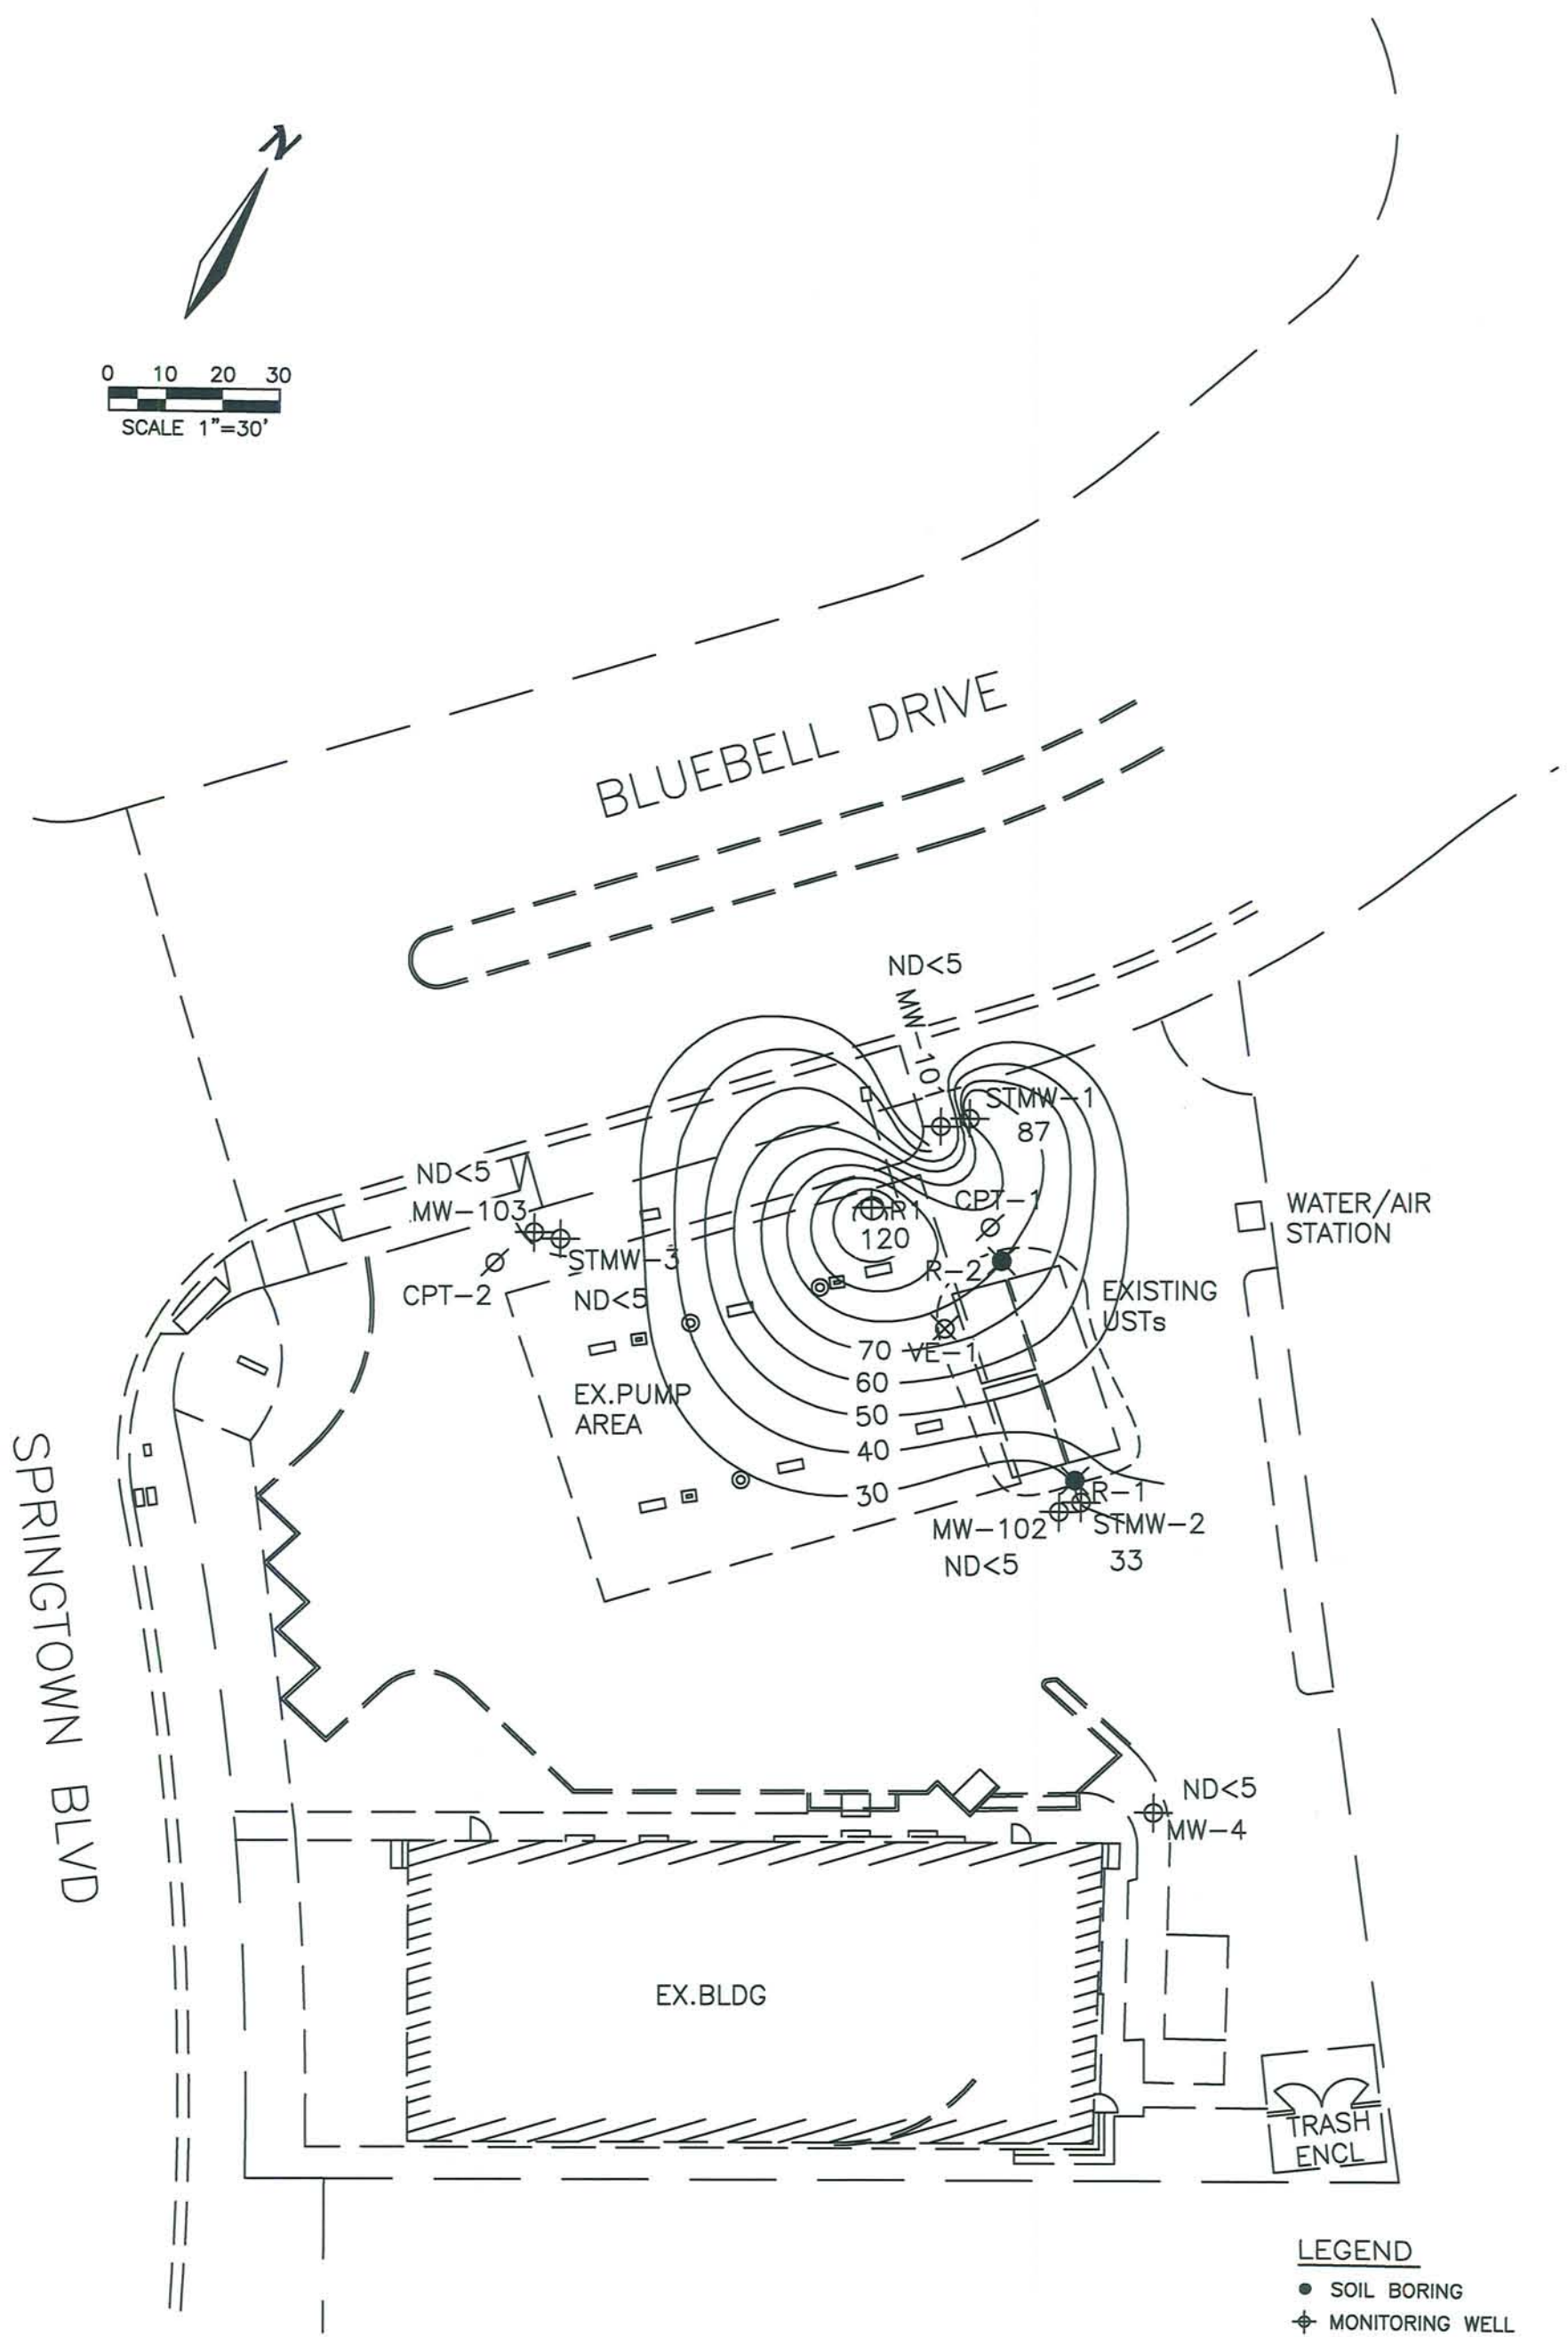 N
0 10 20 30
SCALE 1"=30'
BLUEBELL DRIVE
ND<5
MW-101
STMW-1
87
ND<5
MW-103
STMW-3
ND<5
CPT-2
R1
120
CPT-1
R-2
VE-1
WATER/AIR
STATION
EXISTING
USTs
EX.PUMP
AREA
70
60
50
40
30
R-1
STMW-2
33
MW-102
ND<5
SPRINGTOWN BLVD
ND<5
MW-4
EX.BLDG
TRASH
ENCL
LEGEND
SOIL BORING
MONITORING WELL